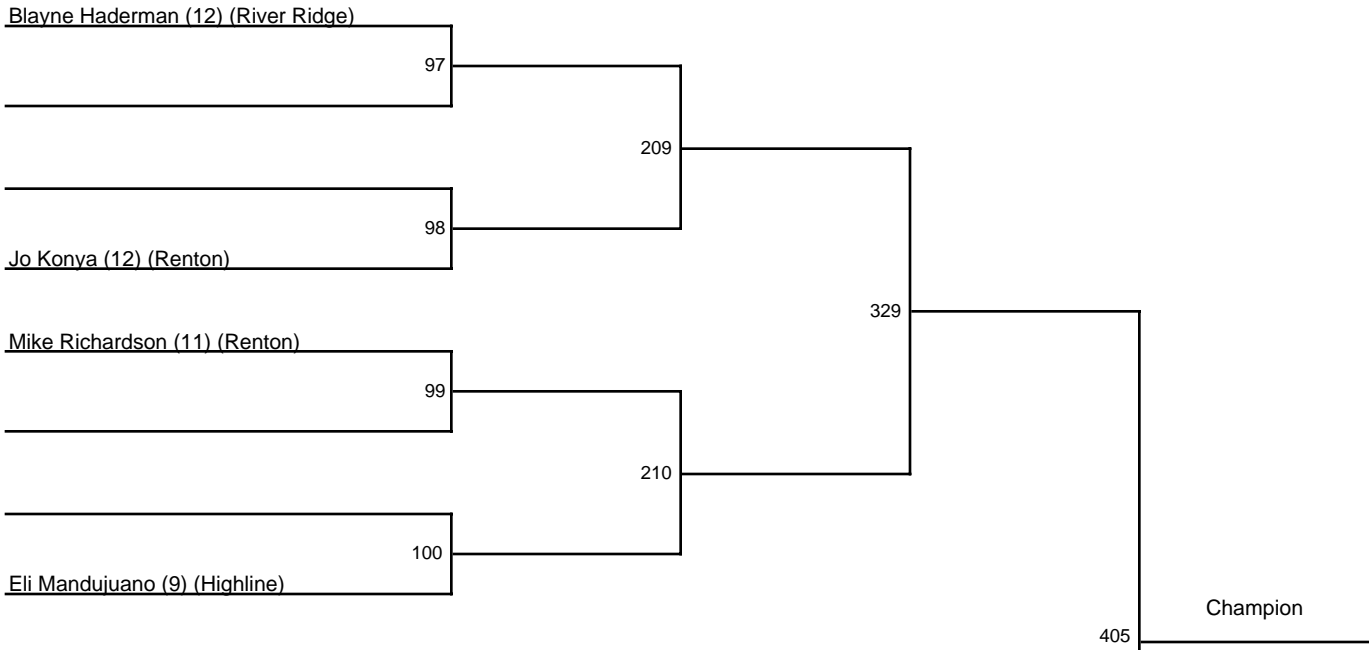 Blayne Haderman (12) (River Ridge)
97
209
98
Jo Konya (12) (Renton)
329
Mike Richardson (11) (Renton)
99
210
100
Eli Mandujuano (9) (Highline)
Champion
405